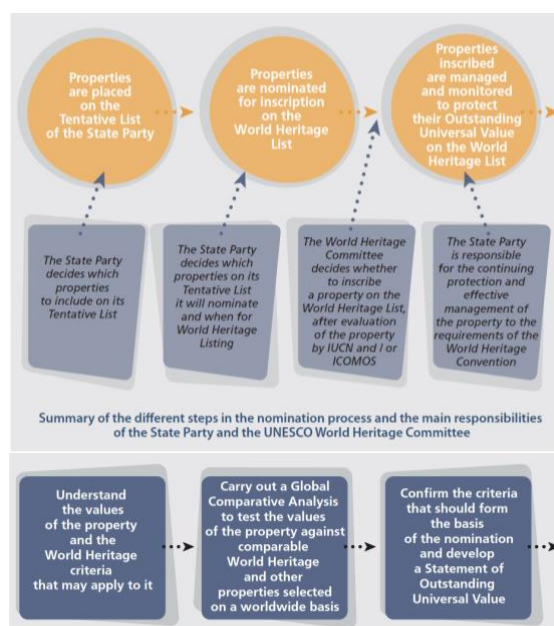 Properties
are placed
on the
Tentative List
of the State Party
Properties
are nominated
for inscription
on the
World Heritage
List
Properties
inscribed
are managed
and monitored
to protect
their Outstanding
Universal Value
on the World
Heritage List
The State Party
decides which
properties
to include on its
Tentative List
The State Party
decides which
properties on its
Tentative List
it will nominate
and when for
World Heritage
Listing
The World Heritage
Committee
decides whether
to inscribe
a property on the
World Heritage List,
after evaluation
of the property
by IUCN and I or
ICOMOS
The State Party
is responsible
for the continuing
protection and
effective
management of
the property to the
requirements of the
World Heritage
Convention
Summary of the different steps in the nomination process and the main responsibilities
of the State Party and the UNESCO World Heritage Committee
Understand
the values
of the property
and the
World Heritage
criteria
that may apply to it
Carry out a Global
Comparative Analysis
to test the values
of the property against
comparable
World Heritage
and other
properties selected
on a worldwide basis
Confirm the criteria
that should form
the basis
of the nomination
and develop
a Statement of
Outstanding
Universal Value